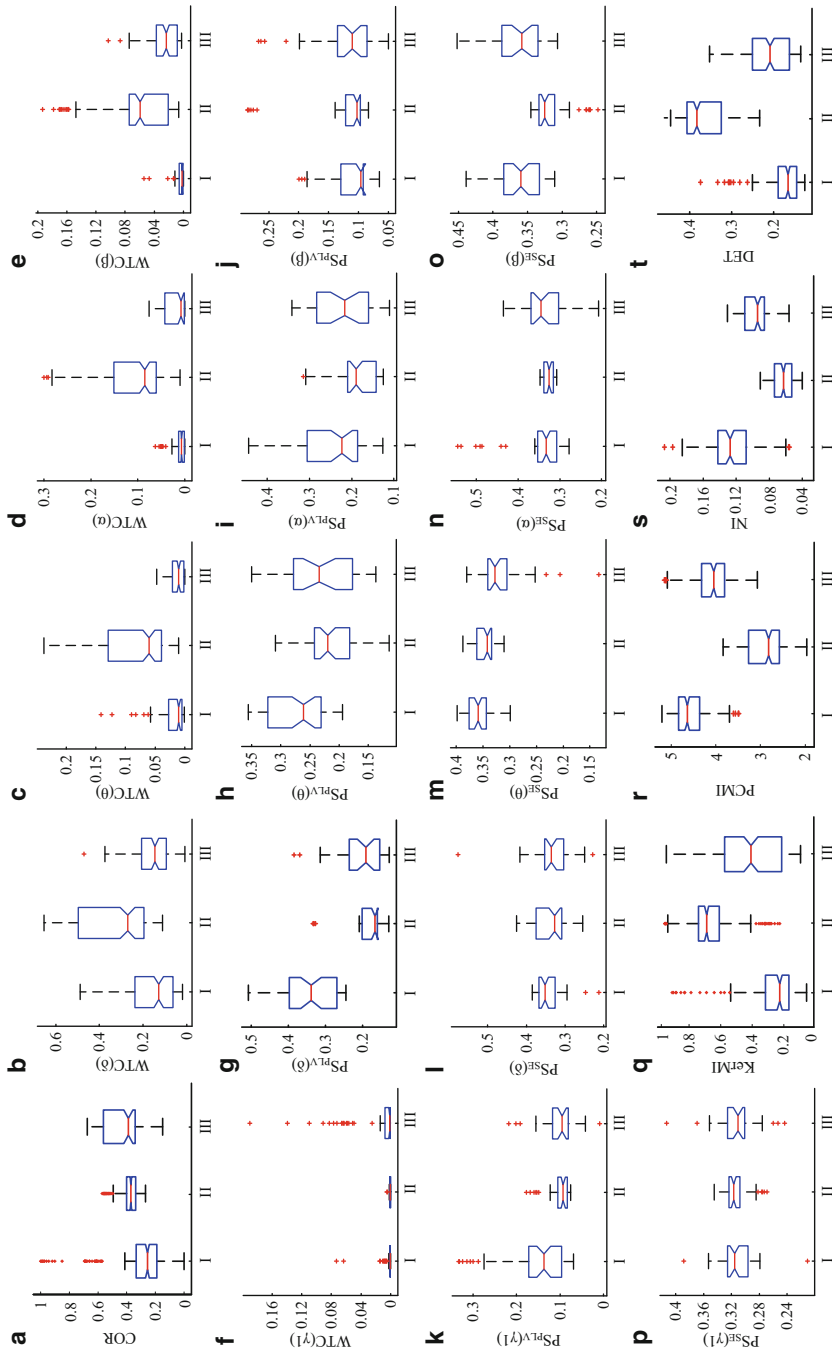 a
COR
1
0.8
0.6
0.4
0.2
0
I II III
b
WTC(δ)
0.6
0.4
0.2
0
I II III
c
WTC(θ)
0.2
0.15
0.1
0.05
0
I II III
d
WTC(α)
0.3
0.2
0.1
0
I II III
e
WTC(β)
0.2
0.16
0.12
0.08
0.04
0
I II III
f
WTC(γ1)
0.16
0.12
0.08
0.04
0
I II III
g
PSPLV(δ)
0.5
0.4
0.3
0.2
I II III
h
PSPLV(θ)
0.35
0.3
0.25
0.2
0.15
I II III
i
PSPLV(α)
0.4
0.3
0.2
0.1
I II III
j
PSPLV(β)
0.25
0.2
0.15
0.1
0.05
I II III
k
PSPLV(γ1)
0.3
0.2
0.1
0
I II III
l
PSSE(δ)
0.5
0.4
0.3
0.2
I II III
m
PSSE(θ)
0.4
0.35
0.3
0.25
0.2
0.15
I II III
n
PSSE(α)
0.5
0.4
0.3
0.2
I II III
o
PSSE(β)
0.45
0.4
0.35
0.3
0.25
I II III
p
PSSE(γ1)
0.4
0.36
0.32
0.28
0.24
I II III
q
KerMI
1
0.8
0.6
0.4
0.2
0
I II III
r
PCMI
5
4
3
2
I II III
s
NI
0.2
0.16
0.12
0.08
0.04
I II III
t
DET
0.4
0.3
0.2
I II III